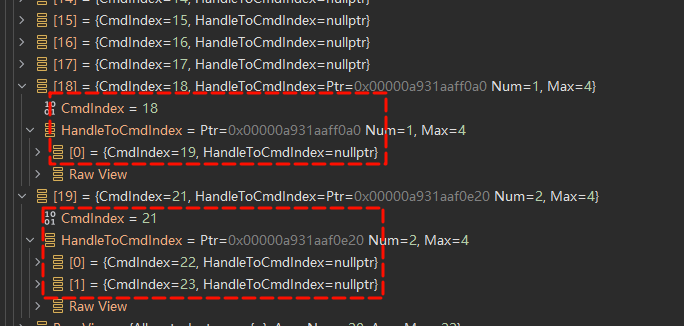 [14] = {CmdIndex=14, HandleToCmdIndex=nullptr}
[15] = {CmdIndex=15, HandleToCmdIndex=nullptr}
[16] = {CmdIndex=16, HandleToCmdIndex=nullptr}
[17] = {CmdIndex=17, HandleToCmdIndex=nullptr}
[18] = {CmdIndex=18, HandleToCmdIndex=Ptr=0x00000a931aaff0a0 Num=1, Max=4}
10 01 CmdIndex = 18
HandleToCmdIndex = Ptr=0x00000a931aaff0a0 Num=1, Max=4
[0] = {CmdIndex=19, HandleToCmdIndex=nullptr}
Raw View
[19] = {CmdIndex=21, HandleToCmdIndex=Ptr=0x00000a931aaf0e20 Num=2, Max=4}
10 01 CmdIndex = 21
HandleToCmdIndex = Ptr=0x00000a931aaf0e20 Num=2, Max=4
[0] = {CmdIndex=22, HandleToCmdIndex=nullptr}
[1] = {CmdIndex=23, HandleToCmdIndex=nullptr}
Raw View